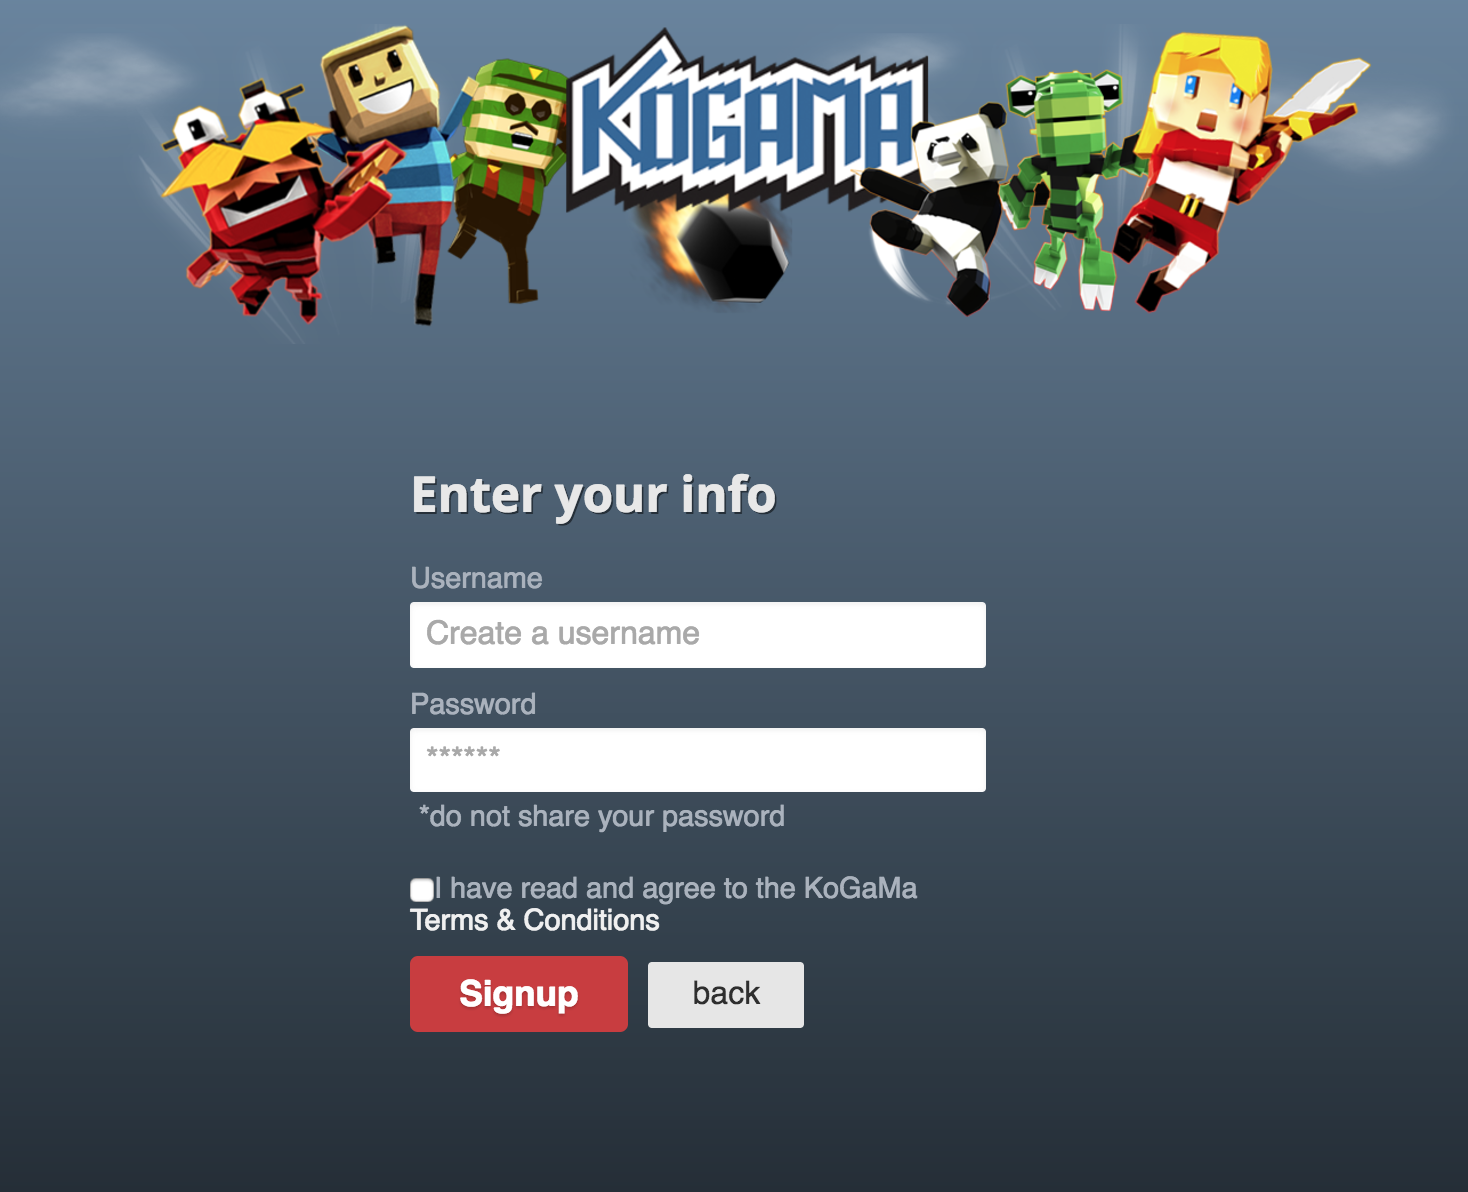 KOGAMA
Enter your info
Username
Create a username
Password
******
*do not share your password
I have read and agree to the KoGaMa
Terms & Conditions
Signup back